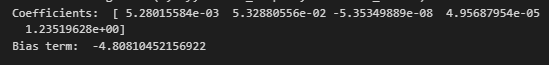 Coefficients:  [ 5.28015584e-03  5.32880556e-02 -5.35349889e-08  4.95687954e-05
  1.23519628e+00]
Bias term:  -4.80810452156922